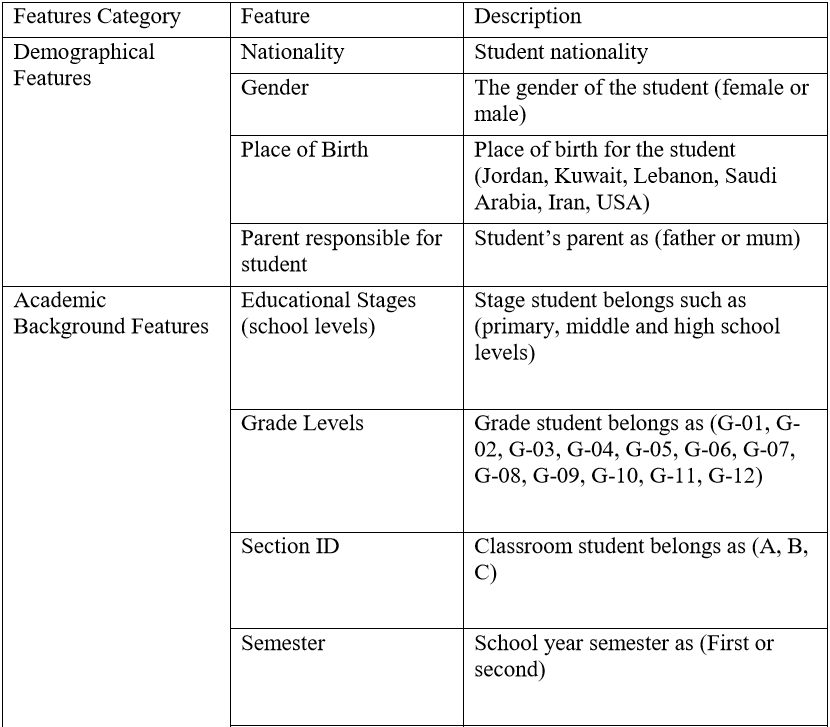 Features Category
Feature
Description
Demographical
Features
Nationality
Student nationality
Gender
The gender of the student (female or
male)
Place of Birth
Place of birth for the student
(Jordan, Kuwait, Lebanon, Saudi
Arabia, Iran, USA)
Parent responsible for
student
Student’s parent as (father or mum)
Academic
Background Features
Educational Stages
(school levels)
Stage student belongs such as
(primary, middle and high school
levels)
Grade Levels
Grade student belongs as (G-01, G-
02, G-03, G-04, G-05, G-06, G-07,
G-08, G-09, G-10, G-11, G-12)
Section ID
Classroom student belongs as (A, B,
C)
Semester
School year semester as (First or
second)